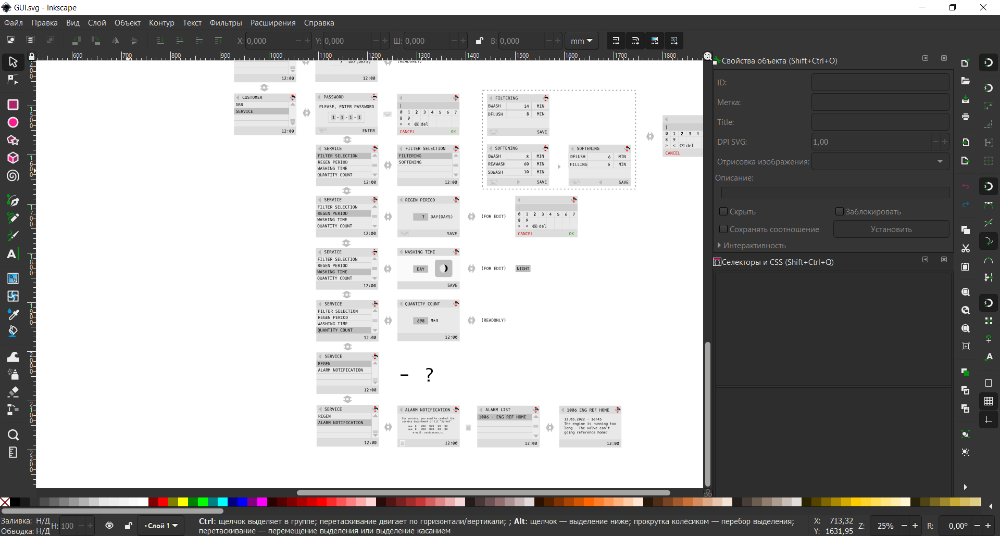 GUI.svg - Inkscape
Файл Правка Вид Слой Объект Контур Текст Фильтры Расширения Справка
X: 0,000 Y: 0,000 Ш: 0,000 В: 0,000 mm
600 700 800 900 1000 1100 1200 1300 1400 1500 1600 1700 1800
1:1
7 DAY(DAYS) (READONLY)
12:00 12:00
CUSTOMER
DBR
SERVICE
12:00
PASSWORD
PLEASE, ENTER PASSWORD
1-1-1-1
ENTER
0 1 2 3 4 5 6 7
8 9
> < del
CANCEL OK
FILTERING
BWASH 14 MIN
DFLUSH 8 MIN
SAVE
SOFTENING
BWASH 8 MIN
REAWASH 60 MIN
SBWASH 10 MIN
SAVE
SOFTENING
DFLUSH 6 MIN
FILLING 6 MIN
SAVE
0 1 2 3 4
8 9
> < del
CANCEL
SERVICE
FILTER SELECTION
REGEN PERIOD
WASHING TIME
QUANTITY COUNT
12:00
FILTER SELECTION
FILTERING
SOFTENING
12:00
SERVICE
FILTER SELECTION
REGEN PERIOD
WASHING TIME
QUANTITY COUNT
12:00
REGEN PERIOD
7 DAY(DAYS)
SAVE
(FOR EDIT)
0 1 2 3 4 5 6 7
8 9
> < del
CANCEL OK
SERVICE
FILTER SELECTION
REGEN PERIOD
WASHING TIME
QUANTITY COUNT
12:00
WASHING TIME
DAY
SAVE
(FOR EDIT) NIGHT
SERVICE
FILTER SELECTION
REGEN PERIOD
WASHING TIME
QUANTITY COUNT
12:00
QUANTITY COUNT
698 M*3
12:00
(READONLY)
SERVICE
REGEN
ALARM NOTIFICATION
12:00
- ?
SERVICE
REGEN
ALARM NOTIFICATION
12:00
ALARM NOTIFICATION
For service, you need to contact the
service department of LLC "Sarmat"
тел. 8 - XXX - XXX - XX - XX
тел. 8 - XXX - XXX - XX - XX
12:00
ALARM LIST
1006 - ENG REF HOME
12:00
1006 ENG REF HOME
12.05.2022 - 16:45
The engine is running too
long - The valve can't
going reference home!
12:00
Свойства объекта (Shift+Ctrl+O)
ID:
Метка:
Title:
DPI SVG: 1,00
Отрисовка изображения:
Описание:
Скрыть Заблокировать
Сохранять соотношение Установить
Интерактивность
Селекторы и CSS (Shift+Ctrl+Q)
Заливка: Н/Д
Обводка: Н/Д
Н: 100
Слой 1
Ctrl: щелчок выделяет в группе; перетаскивание двигает по горизонтали/вертикали; ; Alt: щелчок — выделение ниже; прокрутка колёсиком — перебор выделения;
перетаскивание — перемещение выделения или выделение касанием
X: 713,32
Y: 1631,95
Z: 25%
R: 0,00°